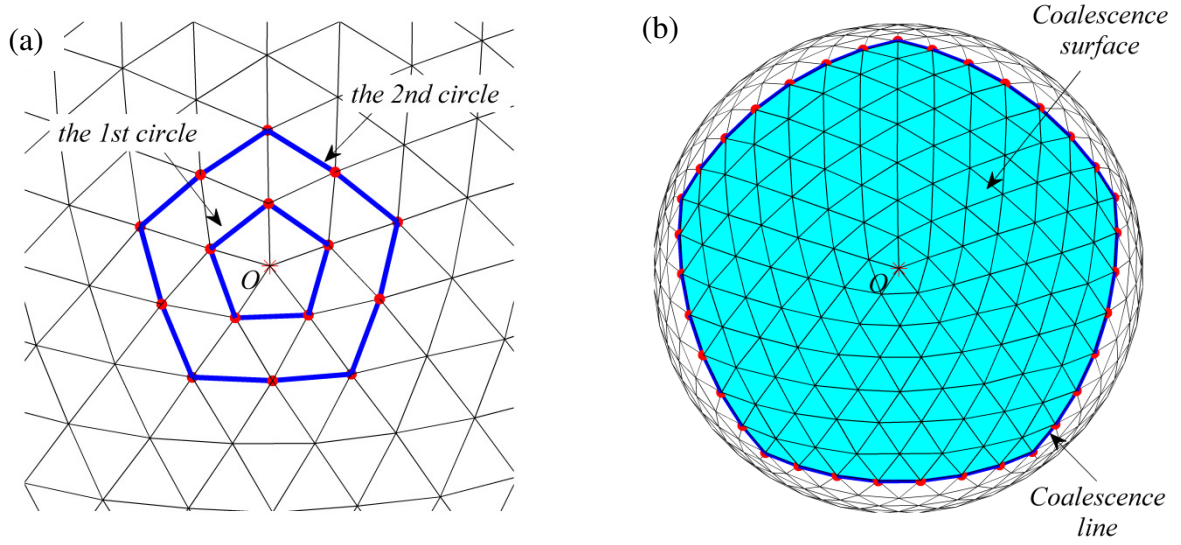 (a)
the 2nd circle
the 1st circle
O
(b)
Coalescence
surface
O
Coalescence
line